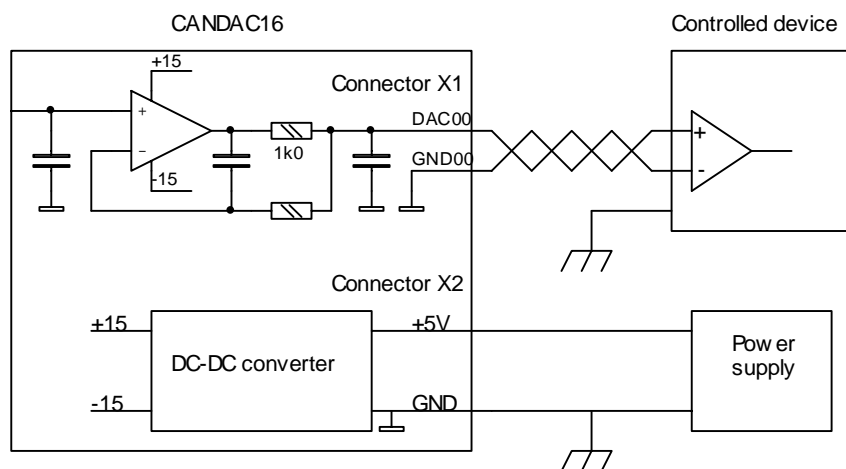 CANDAC16
Controlled device
+15
Connector X1
+
DAC00
+
−
1k0
GND00
-
-15
Connector X2
+15
+5V
DC-DC converter
Power
supply
-15
GND